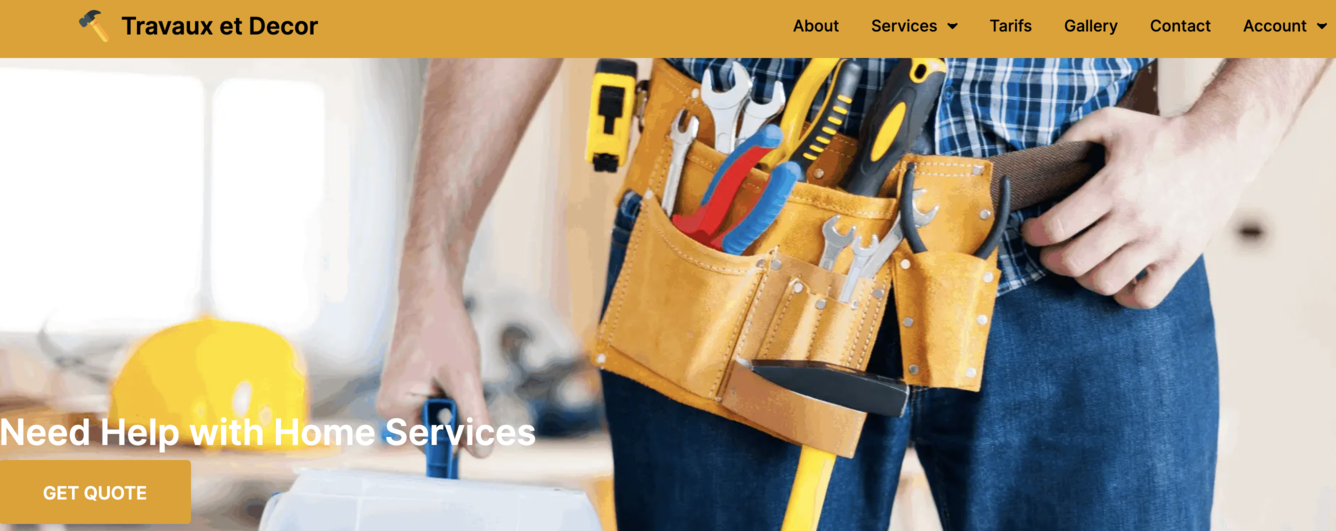 Travaux et Decor
About Services Tarifs Gallery Contact Account
Need Help with Home Services
GET QUOTE